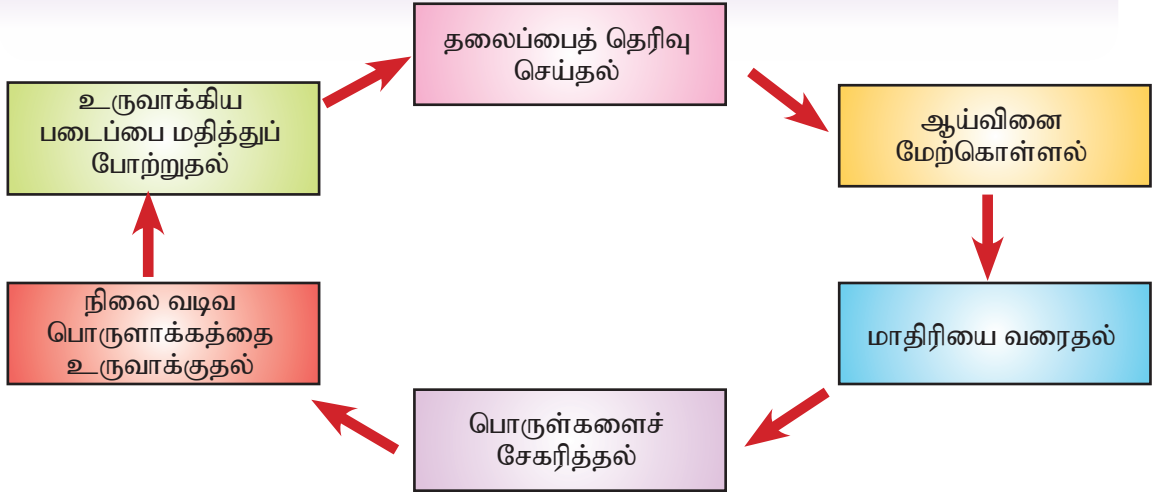 தலைப்பைத் தெரிவு
செய்தல்
ஆய்வினை
மேற்கொள்ளல்
மாதிரியை வரைதல்
பொருள்களைச்
சேகரித்தல்
நிலை வடிவ
பொருளாக்கத்தை
உருவாக்குதல்
உருவாக்கிய
படைப்பை மதித்துப்
போற்றுதல்